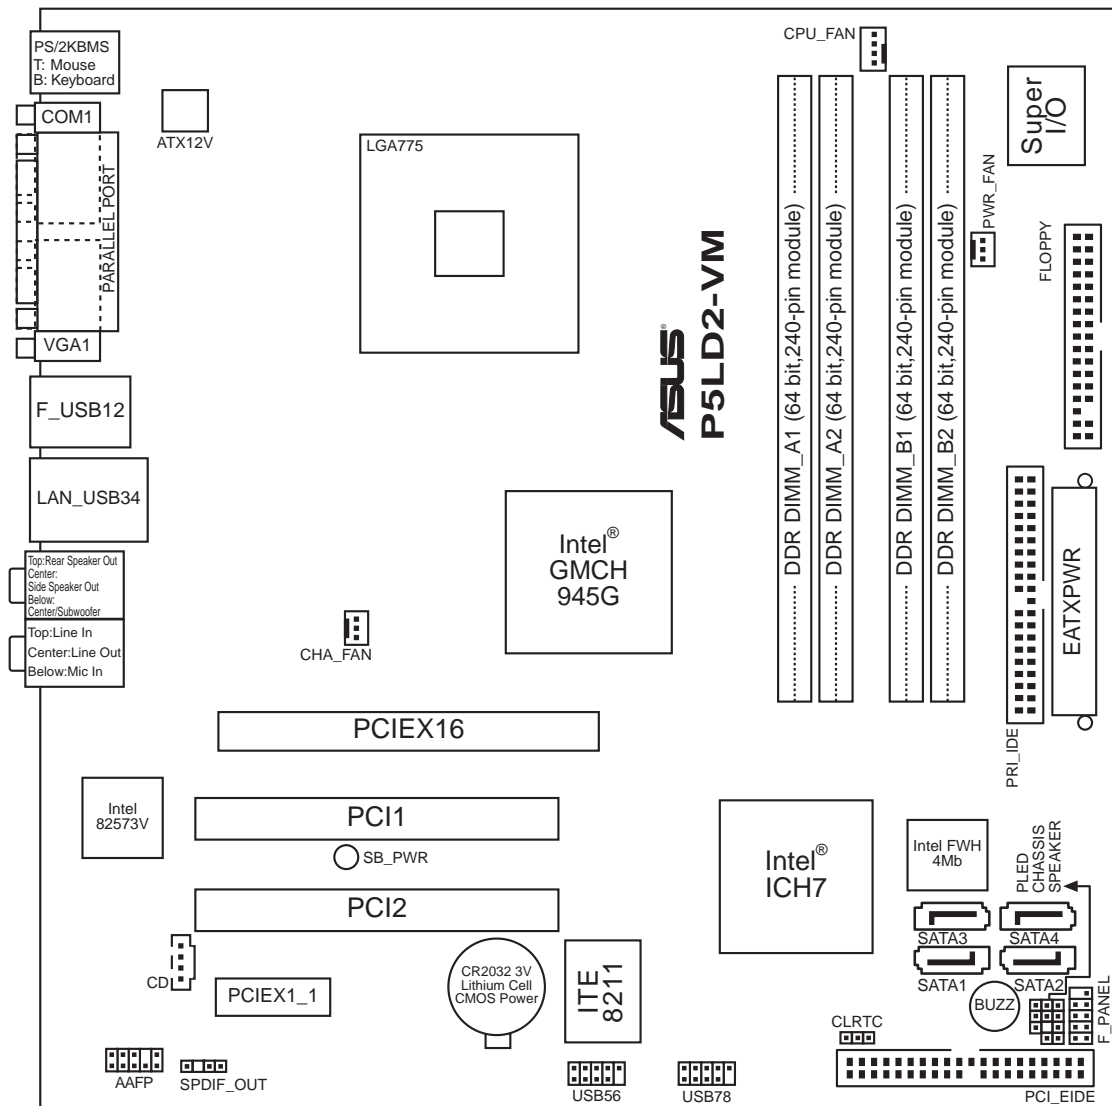 PS/2KBMS
T: Mouse
B: Keyboard
CPU_FAN
COM1
ATX12V
LGA775
Super
I/O
PARALLEL PORT
PWR_FAN
FLOPPY
VGA1
F_USB12
LAN_USB34
ASUS®
P5LD2-VM
DDR DIMM_A1 (64 bit,240-pin module)
DDR DIMM_A2 (64 bit,240-pin module)
DDR DIMM_B1 (64 bit,240-pin module)
DDR DIMM_B2 (64 bit,240-pin module)
Top:Rear Speaker Out
Center:
Side Speaker Out
Below:
Center/Subwoofer
Top:Line In
Center:Line Out
Below:Mic In
Intel®
GMCH
945G
CHA_FAN
EATXPWR
PRI_IDE
PCIEX16
Intel
82573V
PCI1
SB_PWR
PCI2
Intel®
ICH7
Intel FWH
4Mb
PLED
CHASSIS
SPEAKER
SATA3
SATA4
SATA1
SATA2
CD
PCIEX1_1
CR2032 3V
Lithium Cell
CMOS Power
ITE
8211
BUZZ
F_PANEL
CLRTC
AAFP
SPDIF_OUT
USB56
USB78
PCI_EIDE